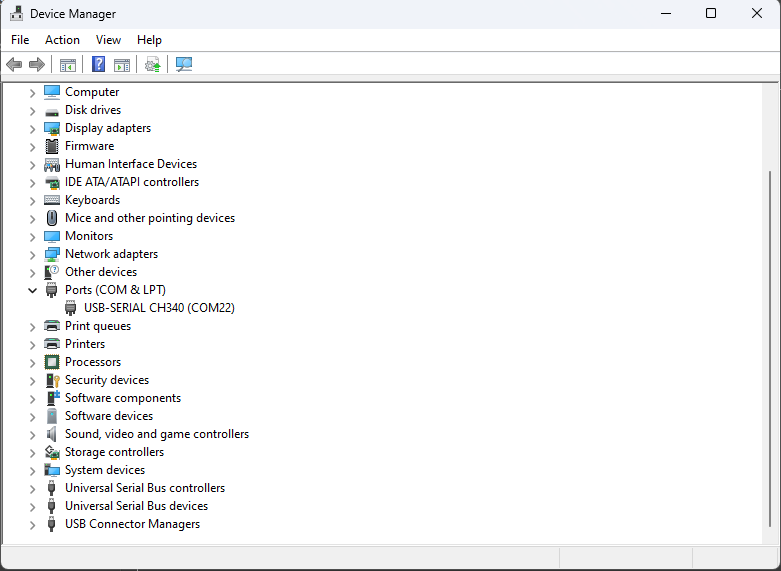 Device Manager
File Action View Help
Computer
Disk drives
Display adapters
Firmware
Human Interface Devices
IDE ATA/ATAPI controllers
Keyboards
Mice and other pointing devices
Monitors
Network adapters
Other devices
Ports (COM & LPT)
USB-SERIAL CH340 (COM22)
Print queues
Printers
Processors
Security devices
Software components
Software devices
Sound, video and game controllers
Storage controllers
System devices
Universal Serial Bus controllers
Universal Serial Bus devices
USB Connector Managers